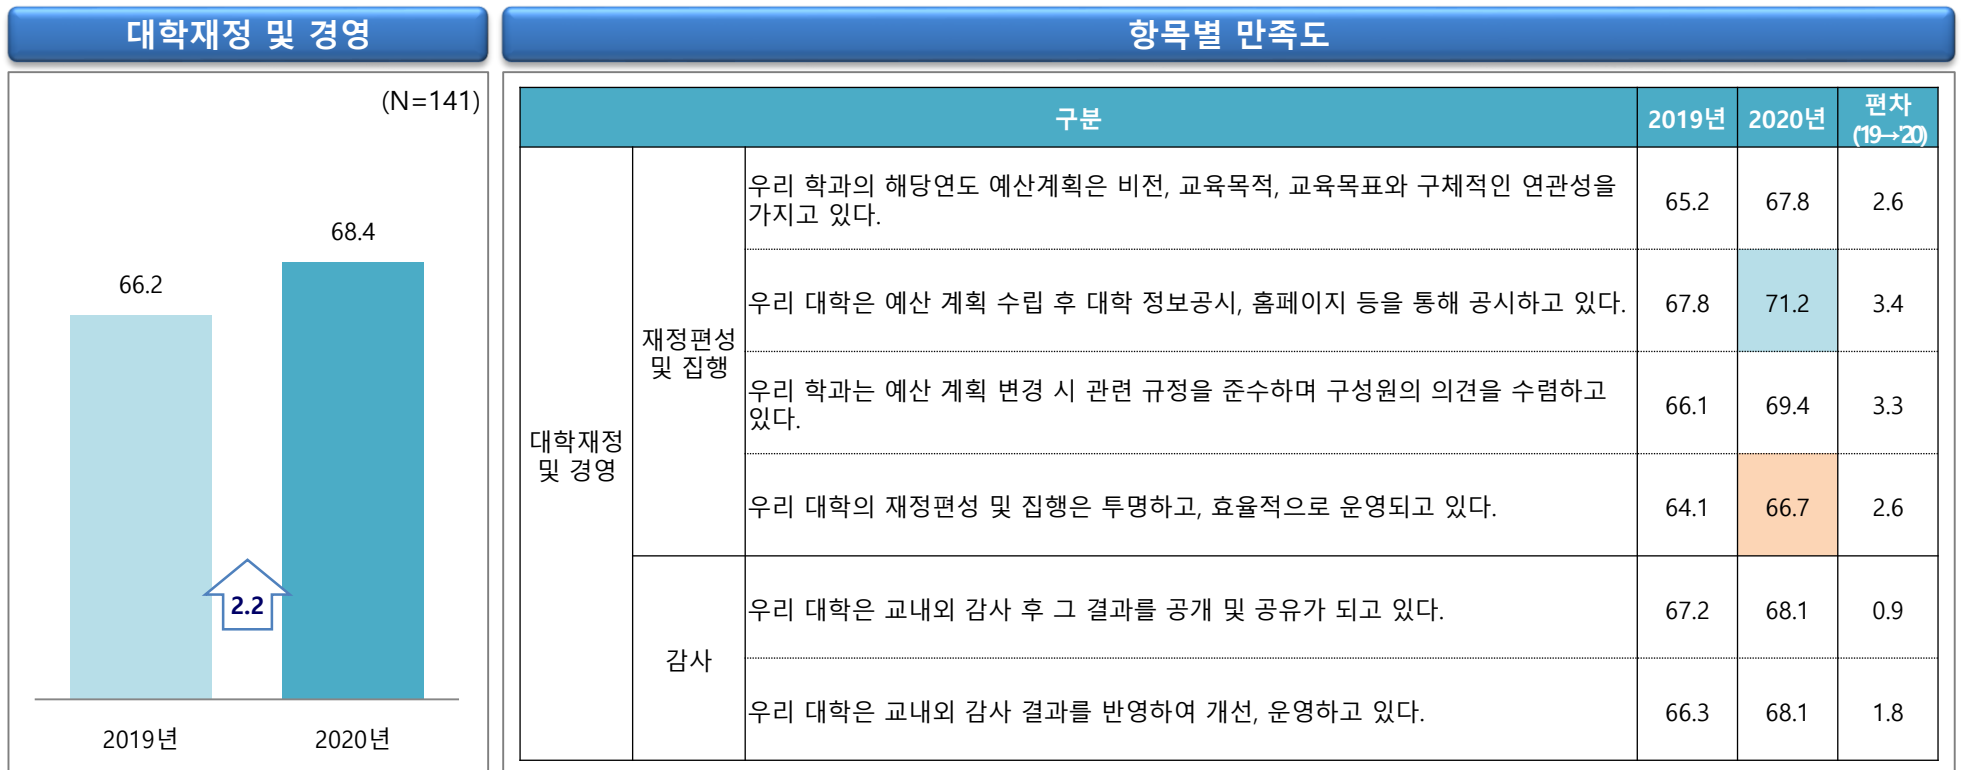 대학재정 및 경영
항목별 만족도
(N=141)
68.4
66.2
2.2
2019년
2020년
구분
2019년
2020년
편차
('19→'20)
대학재정
및 경영
재정편성
및 집행
우리 학과의 해당연도 예산계획은 비전, 교육목적, 교육목표와 구체적인 연관성을
가지고 있다.
65.2
67.8
2.6
우리 대학은 예산 계획 수립 후 대학 정보공시, 홈페이지 등을 통해 공시하고 있다.
67.8
71.2
3.4
우리 학과는 예산 계획 변경 시 관련 규정을 준수하며 구성원의 의견을 수렴하고
있다.
66.1
69.4
3.3
우리 대학의 재정편성 및 집행은 투명하고, 효율적으로 운영되고 있다.
64.1
66.7
2.6
감사
우리 대학은 교내외 감사 후 그 결과를 공개 및 공유가 되고 있다.
67.2
68.1
0.9
우리 대학은 교내외 감사 결과를 반영하여 개선, 운영하고 있다.
66.3
68.1
1.8